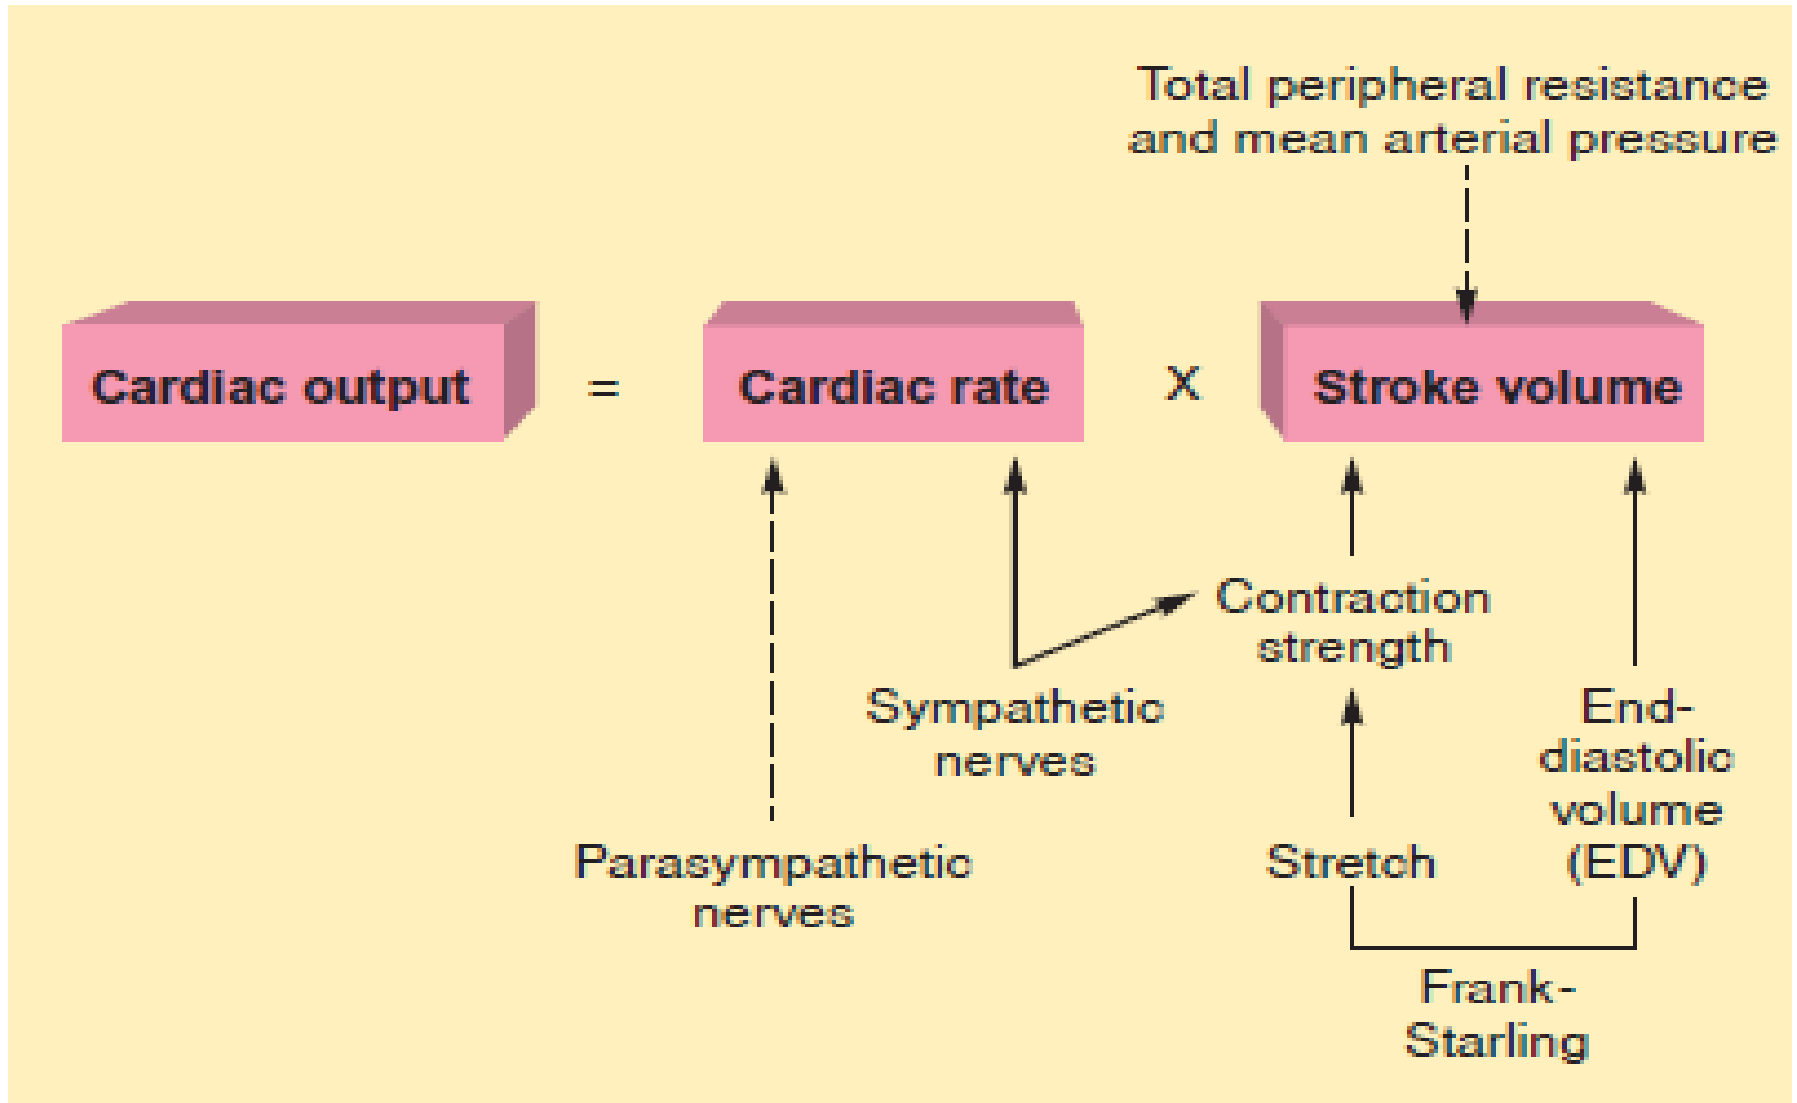 Total peripheral resistance
and mean arterial pressure
Cardiac output = Cardiac rate X Stroke volume
Contraction
strength
Sympathetic
nerves
End-
diastolic
volume
(EDV)
Parasympathetic
nerves
Stretch
Frank-
Starling